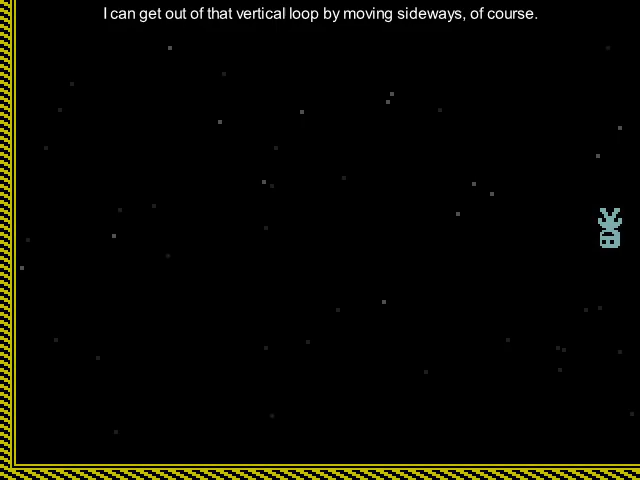 I can get out of that vertical loop by moving sideways, of course.